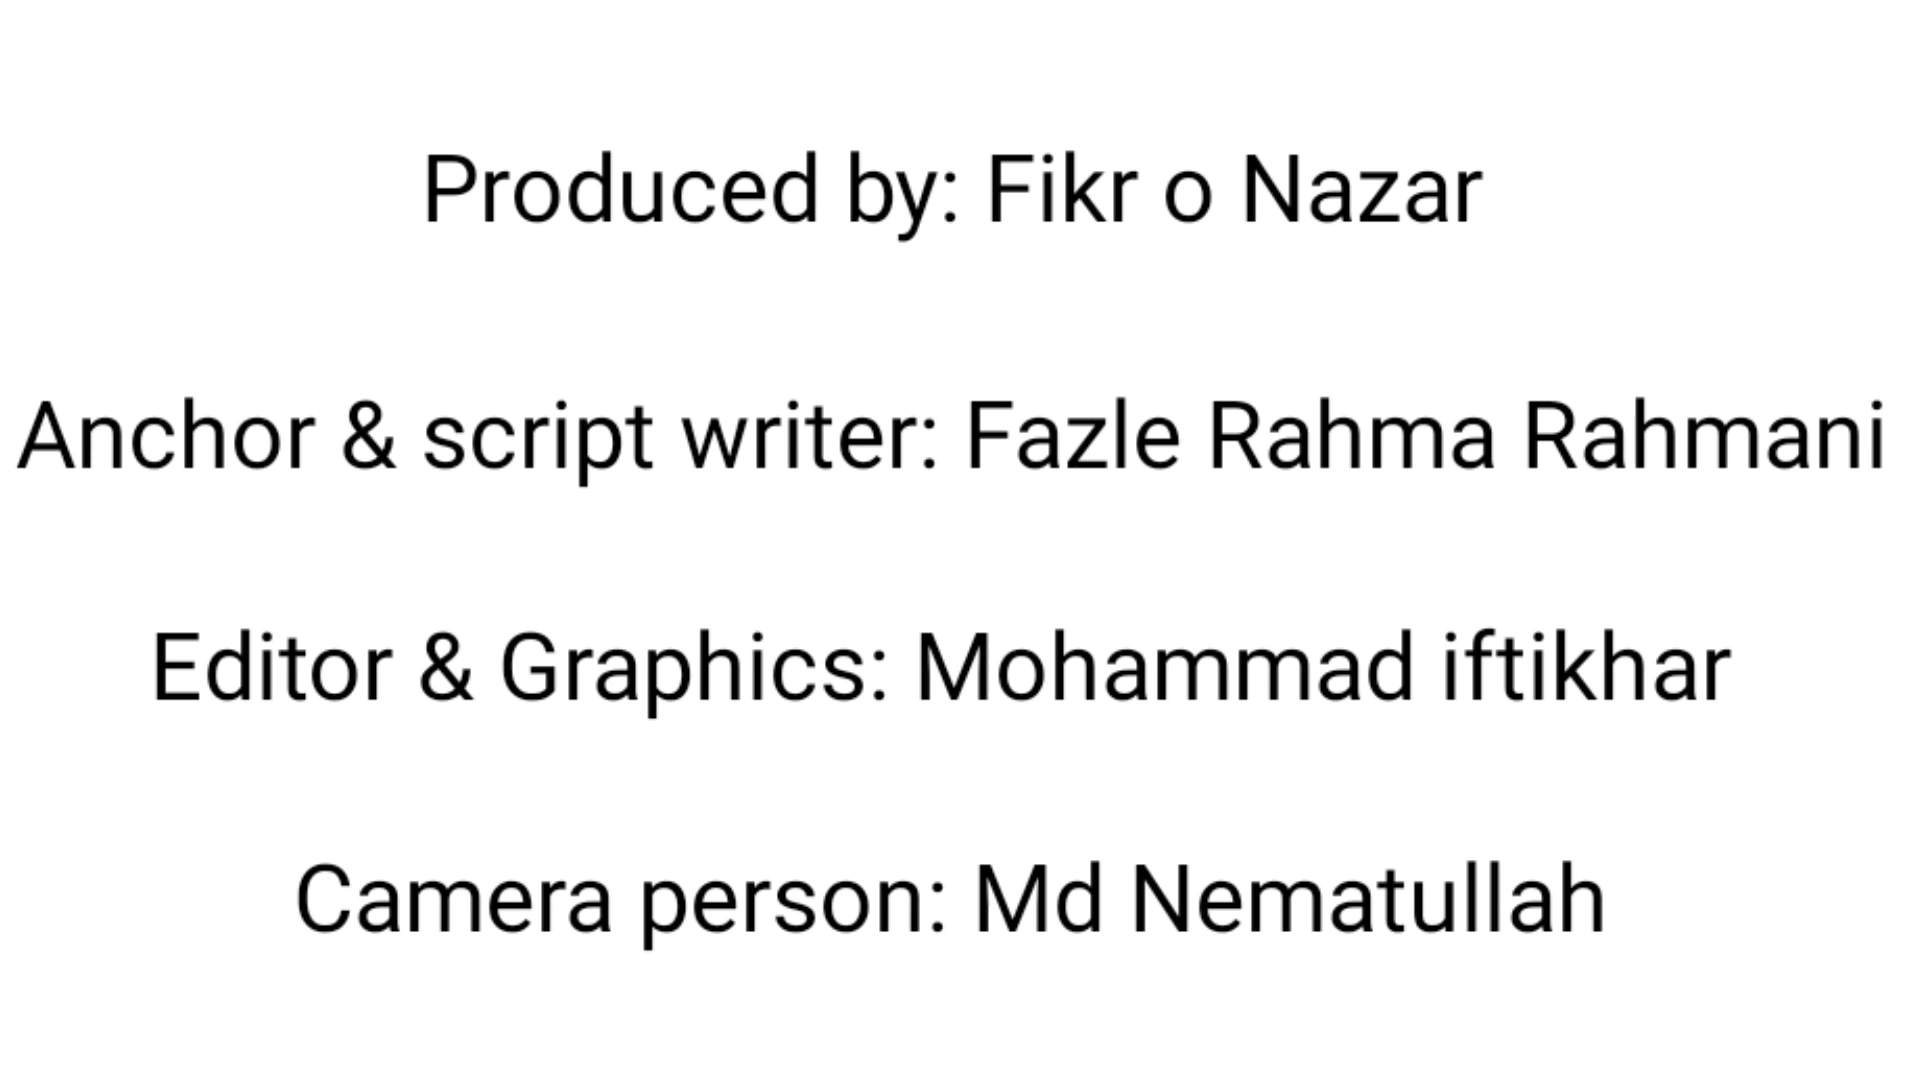 Produced by: Fikr o Nazar
Anchor & script writer: Fazle Rahma Rahmani
Editor & Graphics: Mohammad iftikhar
Camera person: Md Nematullah